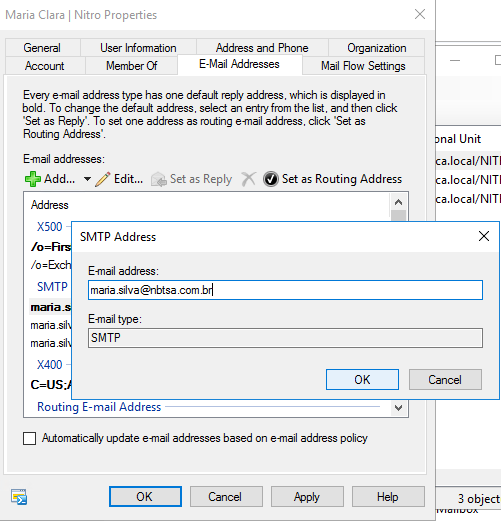 Maria Clara | Nitro Properties
General User Information Address and Phone Organization
Account Member Of E-Mail Addresses Mail Flow Settings
Every e-mail address type has one default reply address, which is displayed in
bold. To change the default address, select an entry from the list, and then click
'Set as Reply'. To set one address as routing e-mail address, click 'Set as
Routing Address'.
E-mail addresses:
Add... Edit... Set as Reply Set as Routing Address
Address
X500
/o=First
/o=Exch
SMTP
maria.s
maria.silv
maria.silv
X400
C=US;A
Routing E-mail Address
SMTP Address
E-mail address:
maria.silva@nbtsa.com.br
E-mail type:
SMTP
OK Cancel
Automatically update e-mail addresses based on e-mail address policy
OK Cancel Apply Help
onal Unit
ca.local/NITI
ca.local/NITI
ca.local/NITI
3 object
Mailbox